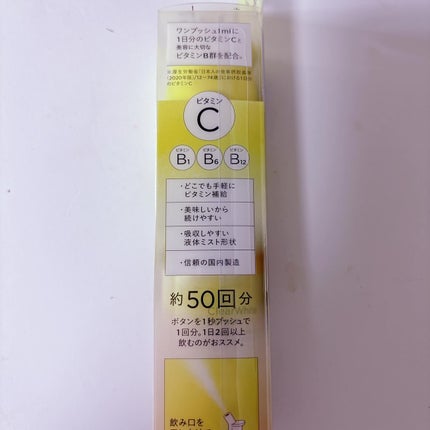 ワンプッシュ1mlに
1日分のビタミンCと
美容に大切な
ビタミンB群を配合。
ビタミン
C
ビタミン
B1
ビタミン
B6
ビタミン
B12
・どこでも手軽に
ビタミン補給
・美味しいから
続けやすい
・吸収しやすい
液体ミスト形状
・信頼の国内製造
約50回分
ClearWhite
ボタンを1秒プッシュで
1回分。1日2回以上
飲むのがおススメ。
飲み口を